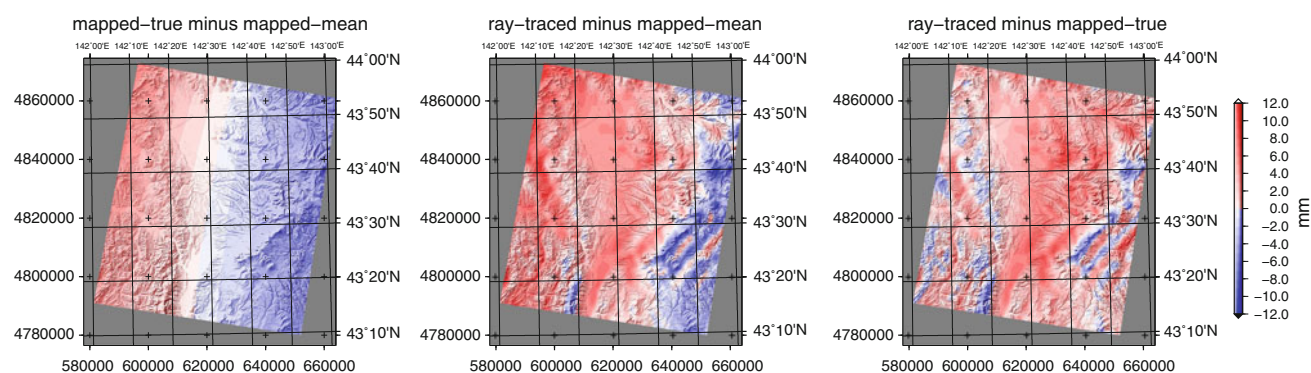 mapped−true minus mapped−mean
142˚00'E 142˚10'E 142˚20'E 142˚30'E 142˚40'E 142˚50'E 143˚00'E
44˚00'N
4860000
43˚50'N
4840000
43˚40'N
4820000
43˚30'N
4800000
43˚20'N
4780000
43˚10'N
580000 600000 620000 640000 660000
ray−traced minus mapped−mean
142˚00'E 142˚10'E 142˚20'E 142˚30'E 142˚40'E 142˚50'E 143˚00'E
44˚00'N
4860000
43˚50'N
4840000
43˚40'N
4820000
43˚30'N
4800000
43˚20'N
4780000
43˚10'N
580000 600000 620000 640000 660000
ray−traced minus mapped−true
142˚00'E 142˚10'E 142˚20'E 142˚30'E 142˚40'E 142˚50'E 143˚00'E
44˚00'N
4860000
43˚50'N
4840000
43˚40'N
4820000
43˚30'N
4800000
43˚20'N
4780000
43˚10'N
580000 600000 620000 640000 660000
12.0
10.0
8.0
6.0
4.0
2.0
0.0
−2.0
−4.0
−6.0
−8.0
−10.0
−12.0
mm